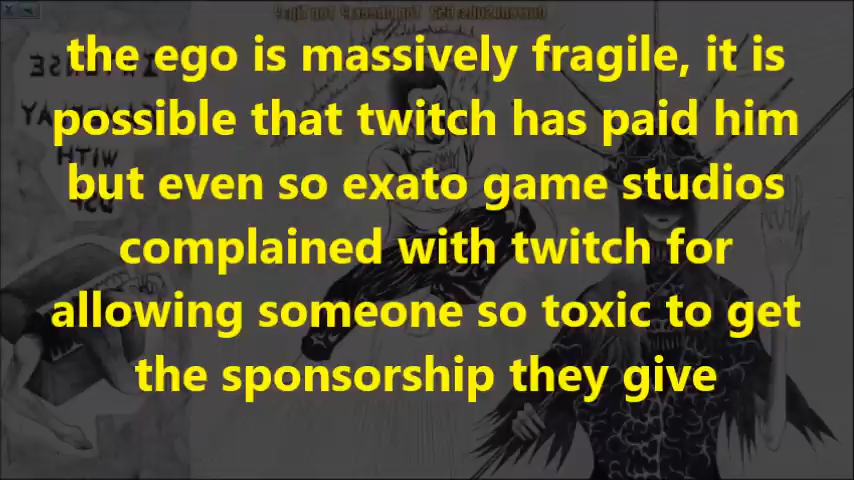 the ego is massively fragile, it is
possible that twitch has paid him
but even so exato game studios
complained with twitch for
allowing someone so toxic to get
the sponsorship they give